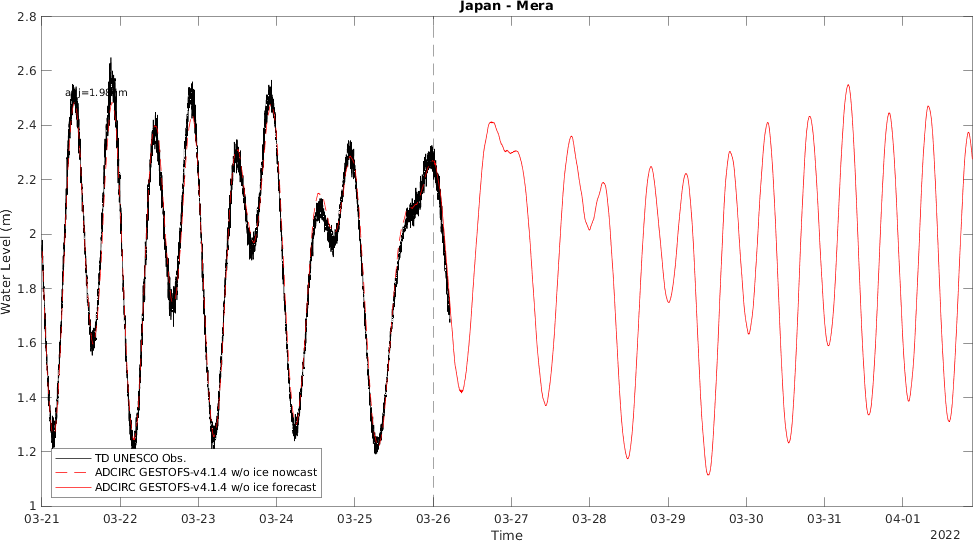 Japan - Mera
2.8
2.6
2.4
2.2
2
1.8
1.6
1.4
1.2
1
Water Level (m)
TD UNESCO Obs.
ADCIRC GESTOFS-v4.1.4 w/o ice nowcast
ADCIRC GESTOFS-v4.1.4 w/o ice forecast
03-21 03-22 03-23 03-24 03-25 03-26 03-27 03-28 03-29 03-30 03-31 04-01
Time
2022